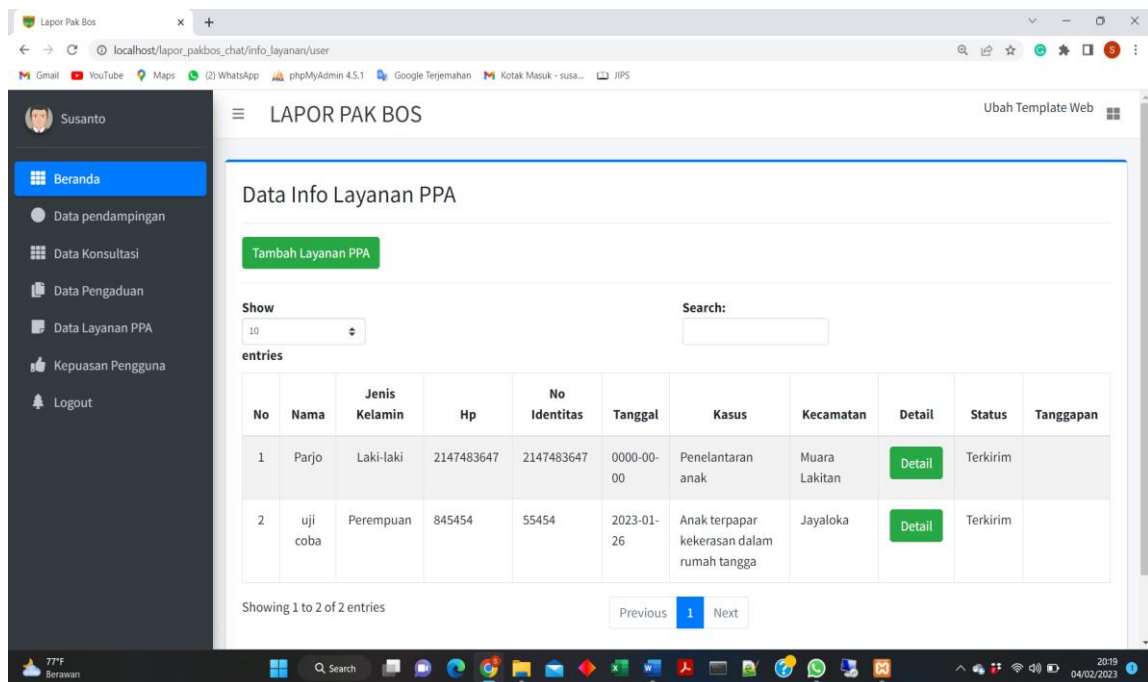 Lapor Pak Bos
localhost/lapor_pakbos_chat/info_layanan/user
S
Gmail YouTube Maps (2) WhatsApp phpMyAdmin 4.5.1 Google Terjemahan Kotak Masuk - susa... JIPS
Susanto
LAPOR PAK BOS
Ubah Template Web
Beranda
Data pendampingan
Data Konsultasi
Data Pengaduan
Data Layanan PPA
Kepuasan Pengguna
Logout
Data Info Layanan PPA
Tambah Layanan PPA
Show
10
entries
Search:
No Nama Jenis Kelamin Hp No Identitas Tanggal Kasus Kecamatan Detail Status Tanggapan
1 Parjo Laki-laki 2147483647 2147483647 0000-00-00 Penelantaran anak Muara Lakitan Detail Terkirim
2 uji coba Perempuan 845454 55454 2023-01-26 Anak terpapar kekerasan dalam rumah tangga Jayaloka Detail Terkirim
Showing 1 to 2 of 2 entries
Previous 1 Next
77°F
Berawan
Search
20:19
04/02/2023